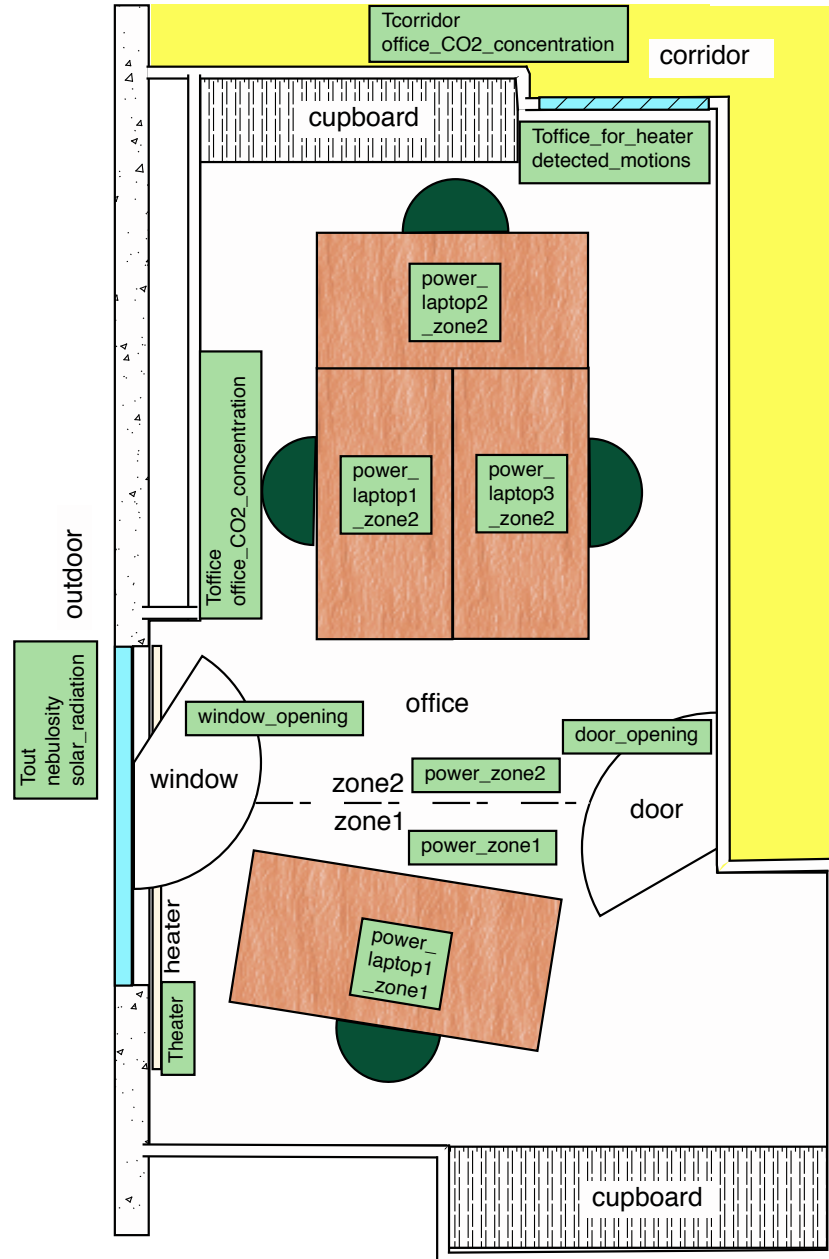 Tcorridor
office_CO2_concentration
corridor
cupboard
Toffice_for_heater
detected_motions
power_
laptop2
_zone2
power_
laptop1
_zone2
power_
laptop3
_zone2
Toffice
office_CO2_concentration
outdoor
Tout
nebulosity
solar_radiation
office
window_opening
door_opening
window
zone2
power_zone2
door
zone1
power_zone1
heater
power_
laptop1
_zone1
Theater
cupboard